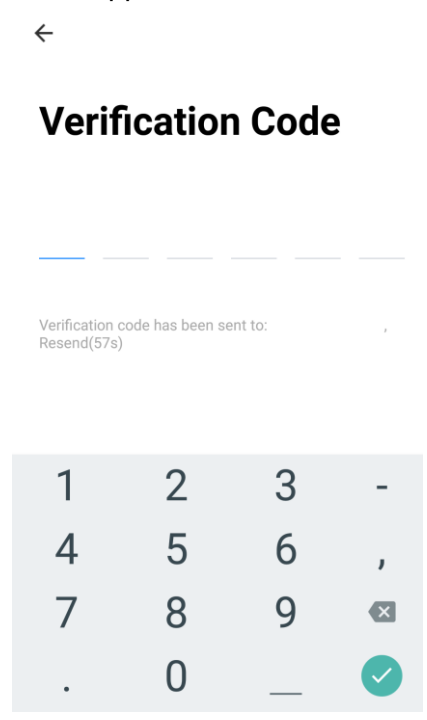 Verification Code
Verification code has been sent to: ,
Resend(57s)
1 2 3 -
4 5 6 ,
7 8 9
. 0 _